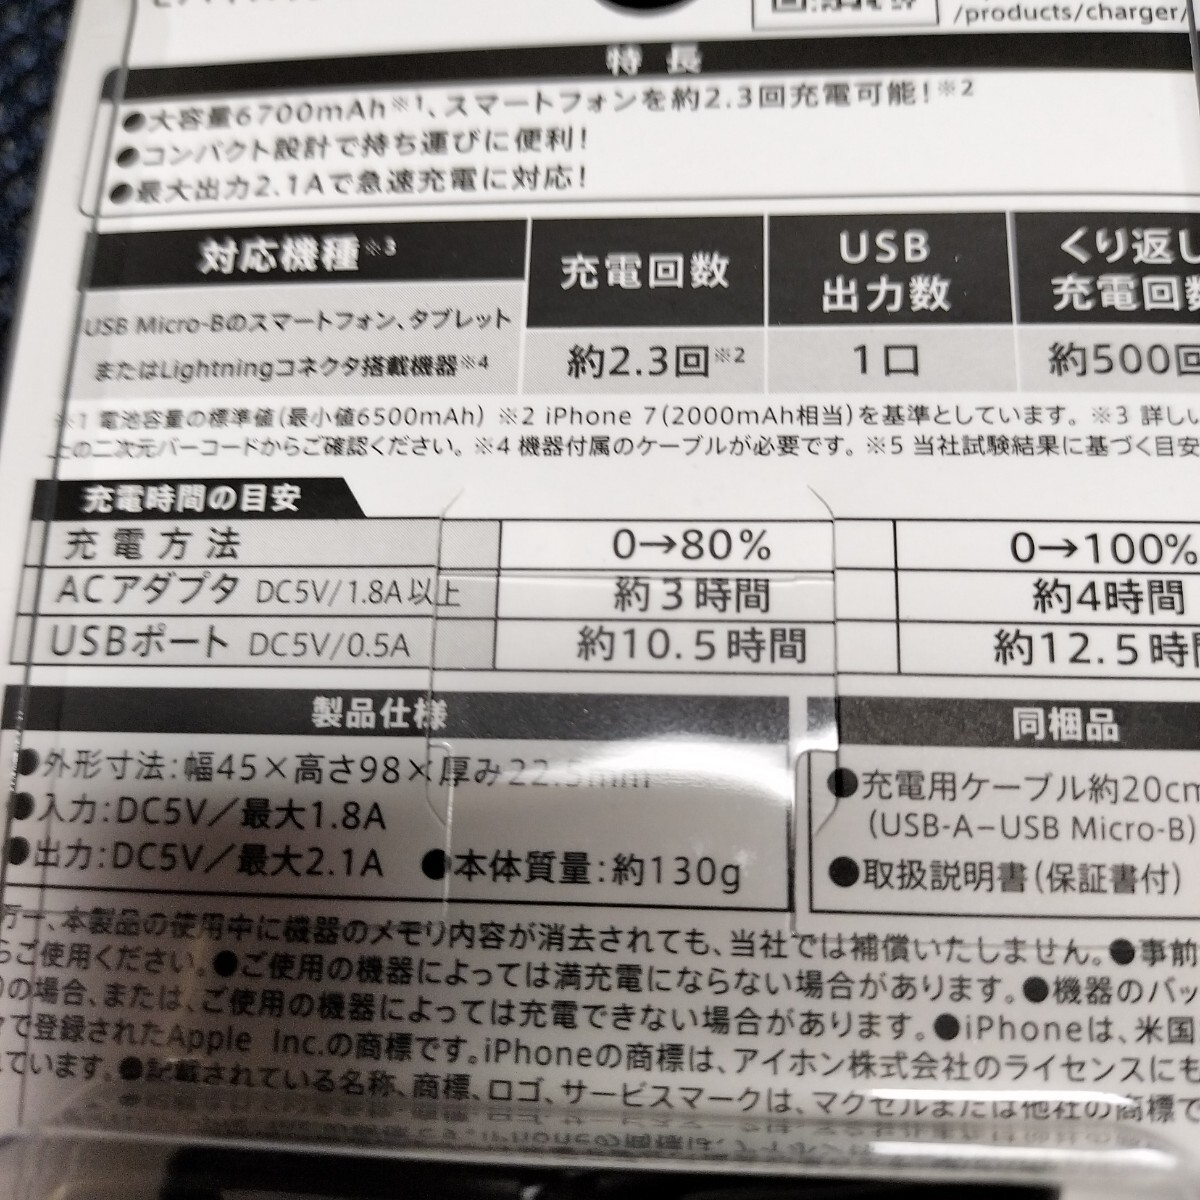 /products/charger/
特長
●大容量6700mAh※1、スマートフォンを約2.3回充電可能!※2
●コンパクト設計で持ち運びに便利!
●最大出力2.1Aで急速充電に対応!
対応機種※3
充電回数
USB
出力数
くり返し
充電回数
USB Micro-Bのスマートフォン、タブレット
またはLightningコネクタ搭載機器※4
約2.3回※2
1口
約500回
※1 電池容量の標準値(最小値6500mAh) ※2 iPhone 7(2000mAh相当)を基準としています。※3 詳しい
上の二次元バーコードからご確認ください。※4 機器付属のケーブルが必要です。※5 当社試験結果に基づく目安
充電時間の目安
充電方法 0→80% 0→100%
ACアダプタ DC5V/1.8A以上 約3時間 約4時間
USBポート DC5V/0.5A 約10.5時間 約12.5時間
製品仕様
●外形寸法:幅45×高さ98×厚み22.5mm
●入力:DC5V/最大1.8A
●出力:DC5V/最大2.1A ●本体質量:約130g
同梱品
●充電用ケーブル約20cm
(USB-A–USB Micro-B)
●取扱説明書(保証書付)
万一、本製品の使用中に機器のメモリ内容が消去されても、当社では補償いたしません。●事前
らご使用ください。●ご使用の機器によっては満充電にならない場合があります。●機器のバッ
の場合、または、ご使用の機器によっては充電できない場合があります。●iPhoneは、米国
で登録されたApple Inc.の商標です。iPhoneの商標は、アイホン株式会社のライセンスにも
ています。●記載されている名称、商標、ロゴ、サービスマークは、マクセルまたは他社の商標で